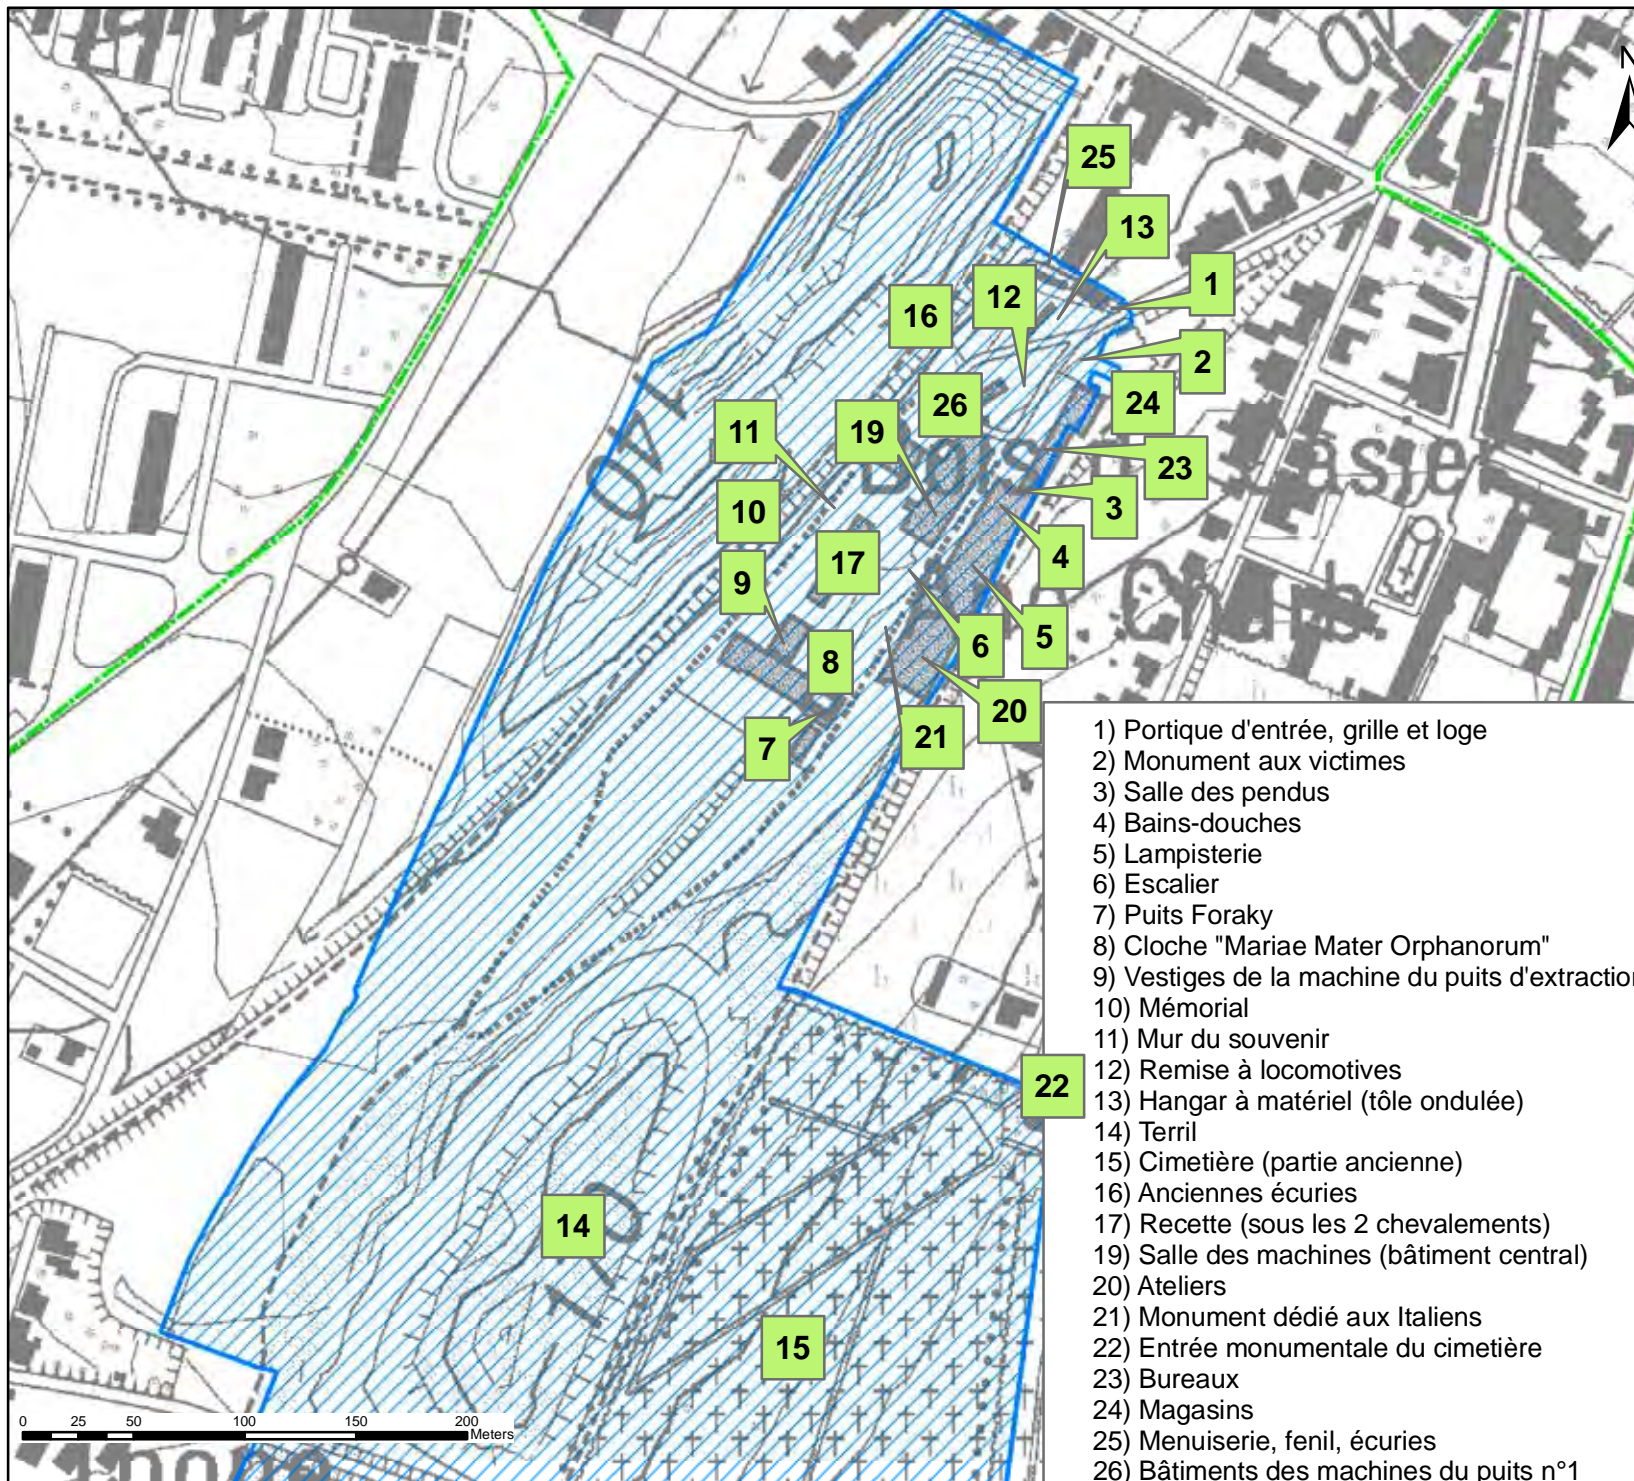 N
25
13
12
1
16
2
26
24
11
19
23
10
3
17
4
9
8
6
5
7
21
20
22
14
15
140
Bois
Chats
0 25 50 100 150 200
Meters
1) Portique d'entrée, grille et loge
2) Monument aux victimes
3) Salle des pendus
4) Bains-douches
5) Lampisterie
6) Escalier
7) Puits Foraky
8) Cloche "Mariae Mater Orphanorum"
9) Vestiges de la machine du puits d'extraction
10) Mémorial
11) Mur du souvenir
12) Remise à locomotives
13) Hangar à matériel (tôle ondulée)
14) Terril
15) Cimetière (partie ancienne)
16) Anciennes écuries
17) Recette (sous les 2 chevalements)
19) Salle des machines (bâtiment central)
20) Ateliers
21) Monument dédié aux Italiens
22) Entrée monumentale du cimetière
23) Bureaux
24) Magasins
25) Menuiserie, fenil, écuries
26) Bâtiments des machines du puits n°1